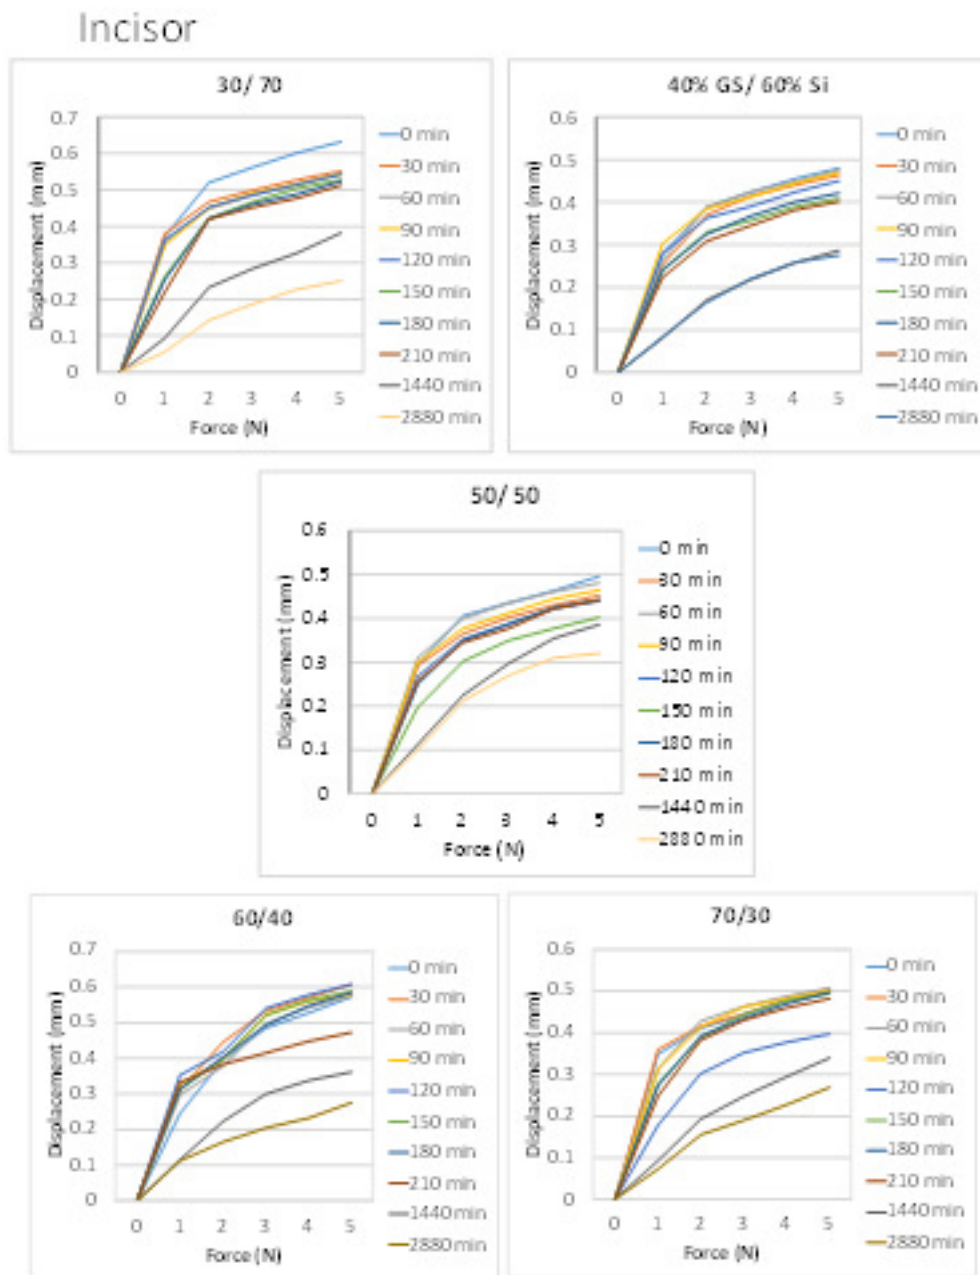 Incisor
30/ 70
Displacement (mm)
0.7
0.6
0.5
0.4
0.3
0.2
0.1
0
0 1 2 3 4 5
Force (N)
0 min
30 min
60 min
90 min
120 min
150 min
180 min
210 min
1440 min
2880 min
40% GS/ 60% Si
Displacement (mm)
0.6
0.5
0.4
0.3
0.2
0.1
0
0 1 2 3 4 5
Force (N)
0 min
30 min
60 min
90 min
120 min
150 min
180 min
210 min
1440 min
2880 min
50/ 50
Displacement (mm)
0.6
0.5
0.4
0.3
0.2
0.1
0
0 1 2 3 4 5
Force (N)
0 min
30 min
60 min
90 min
120 min
150 min
180 min
210 min
1440 min
2880 min
60/40
Displacement (mm)
0.7
0.6
0.5
0.4
0.3
0.2
0.1
0
0 1 2 3 4 5
Force (N)
0 min
30 min
60 min
90 min
120 min
150 min
180 min
210 min
1440 min
2880 min
70/30
Displacement (mm)
0.6
0.5
0.4
0.3
0.2
0.1
0
0 1 2 3 4 5
Force (N)
0 min
30 min
60 min
90 min
120 min
150 min
180 min
210 min
1440 min
2880 min